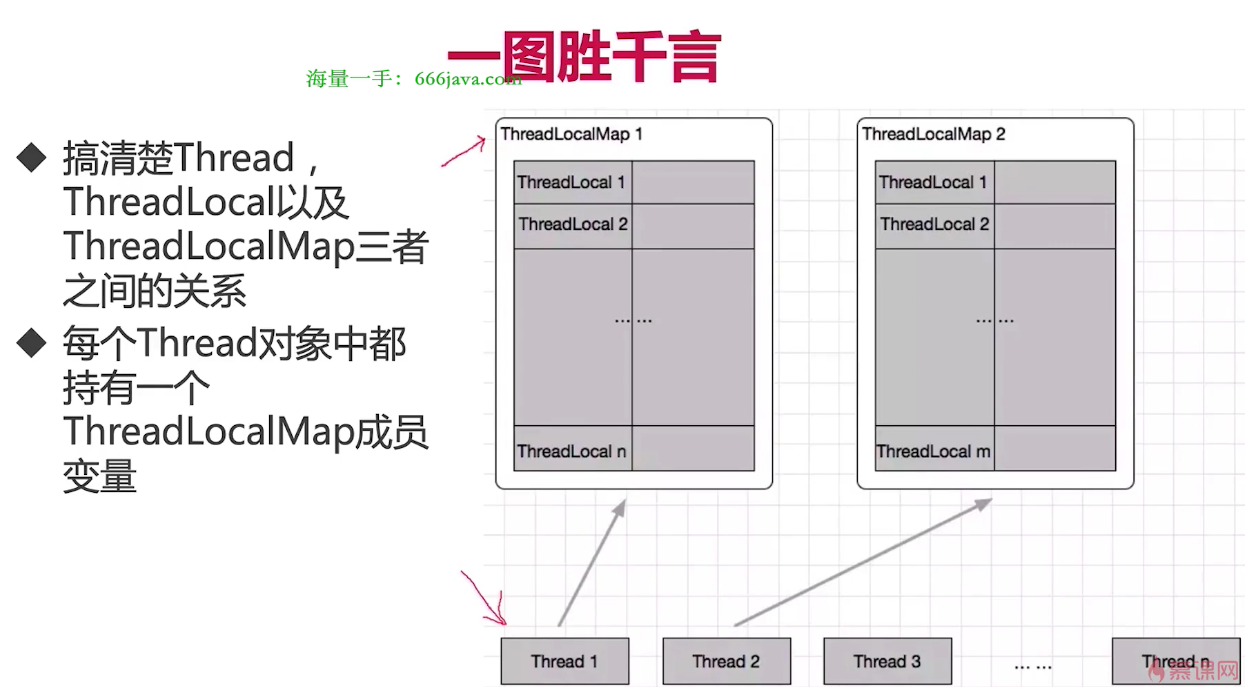 一图胜千言
海量一手：666java.com
搞清楚Thread，
ThreadLocal以及
ThreadLocalMap三者
之间的关系
每个Thread对象中都
持有一个
ThreadLocalMap成员
变量
ThreadLocalMap 1
ThreadLocal 1
ThreadLocal 2
... ...
ThreadLocal n
ThreadLocalMap 2
ThreadLocal 1
ThreadLocal 2
... ...
ThreadLocal m
Thread 1
Thread 2
Thread 3
... ...
Thread n
慕课网